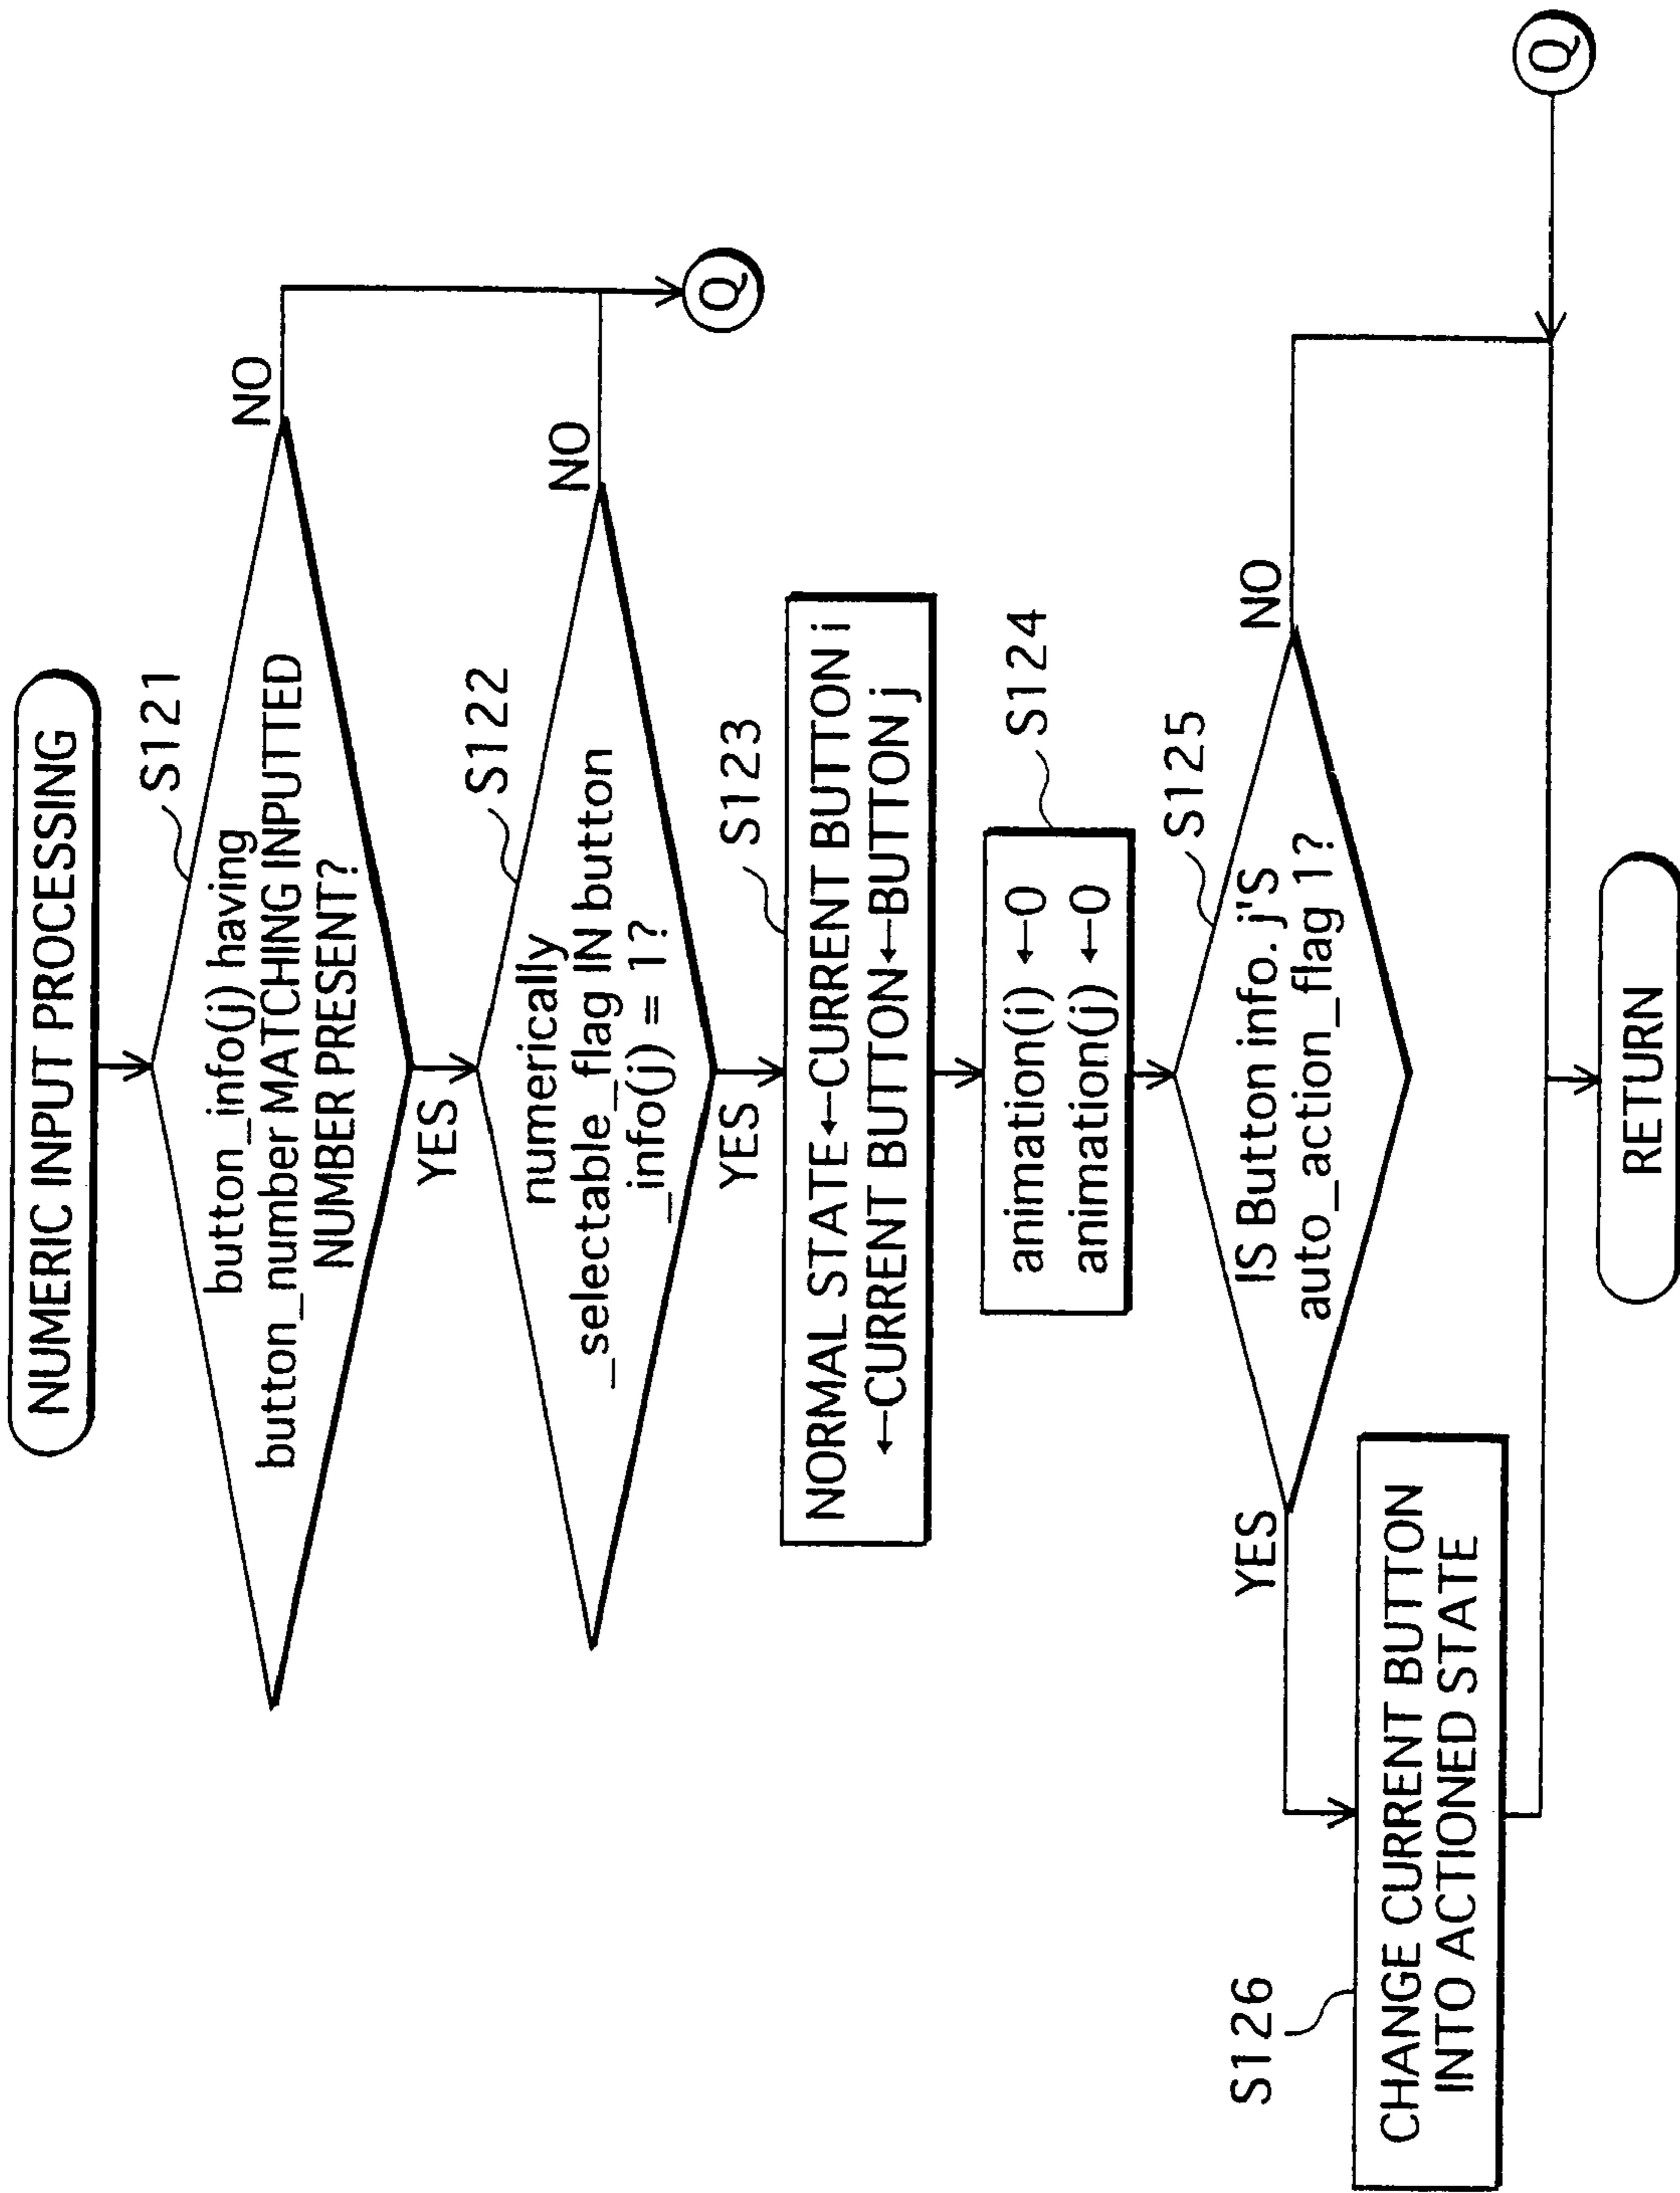 NUMERIC INPUT PROCESSING
S121
button_info(j) having
button_number MATCHING INPUTTED
NUMBER PRESENT?
NO
YES
S122
numerically
_selectable_flag IN button
_info(j) = 1?
NO
Q
YES
S123
NORMAL STATE←CURRENT BUTTON i
←CURRENT BUTTON←BUTTON j
S124
animation(i) ←0
animation(j) ←0
S125
IS Button info. j'S
auto_action_flag 1?
YES
NO
S126
CHANGE CURRENT BUTTON
INTO ACTIONED STATE
Q
RETURN